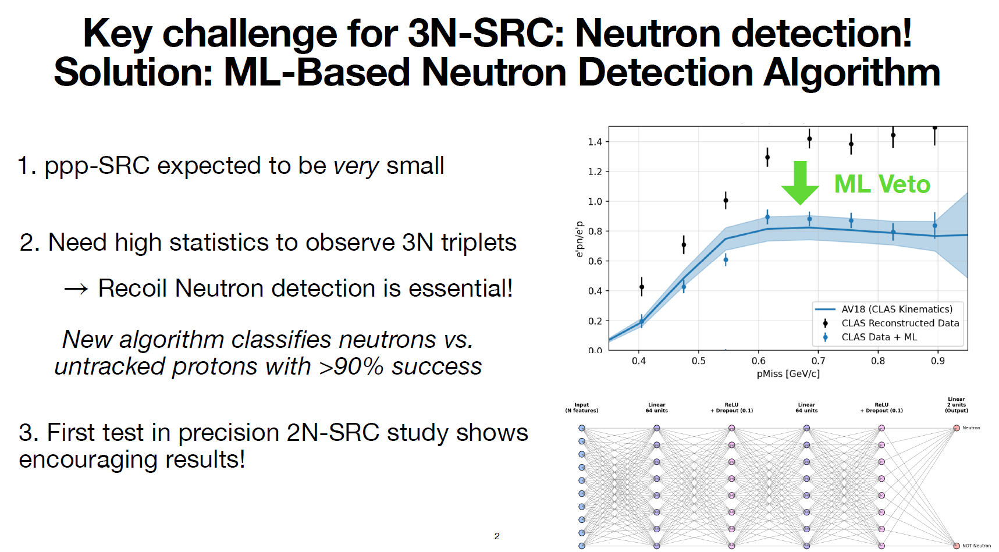 Key challenge for 3N-SRC: Neutron detection!
Solution: ML-Based Neutron Detection Algorithm
1. ppp-SRC expected to be very small
2. Need high statistics to observe 3N triplets
→ Recoil Neutron detection is essential!
New algorithm classifies neutrons vs.
untracked protons with >90% success
3. First test in precision 2N-SRC study shows
encouraging results!
1.4
1.2
1.0
0.8
0.6
0.4
0.2
0.0
e'pn/e'p
ML Veto
AV18 (CLAS Kinematics)
CLAS Reconstructed Data
CLAS Data + ML
0.4 0.5 0.6 0.7 0.8 0.9
pMiss [GeV/c]
Input
(N features)
Linear
64 units
ReLU
+ Dropout (0.1)
Linear
64 units
ReLU
+ Dropout (0.1)
Linear
2 units
(Output)
Neutron
NOT Neutron
2